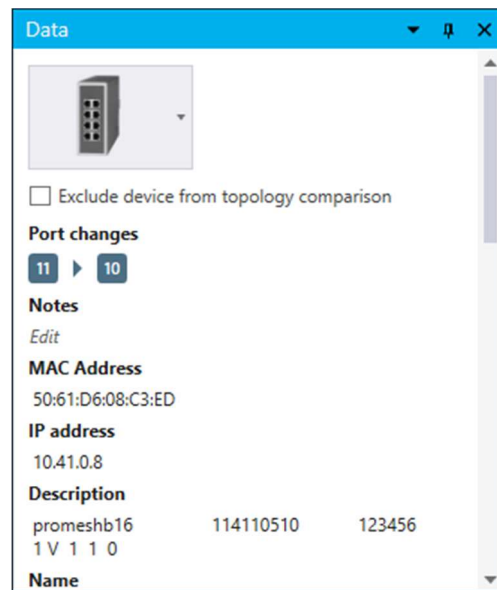 Data
Exclude device from topology comparison
Port changes
11 10
Notes
Edit
MAC Address
50:61:D6:08:C3:ED
IP address
10.41.0.8
Description
promeshb16 114110510 123456
1 V 1 1 0
Name